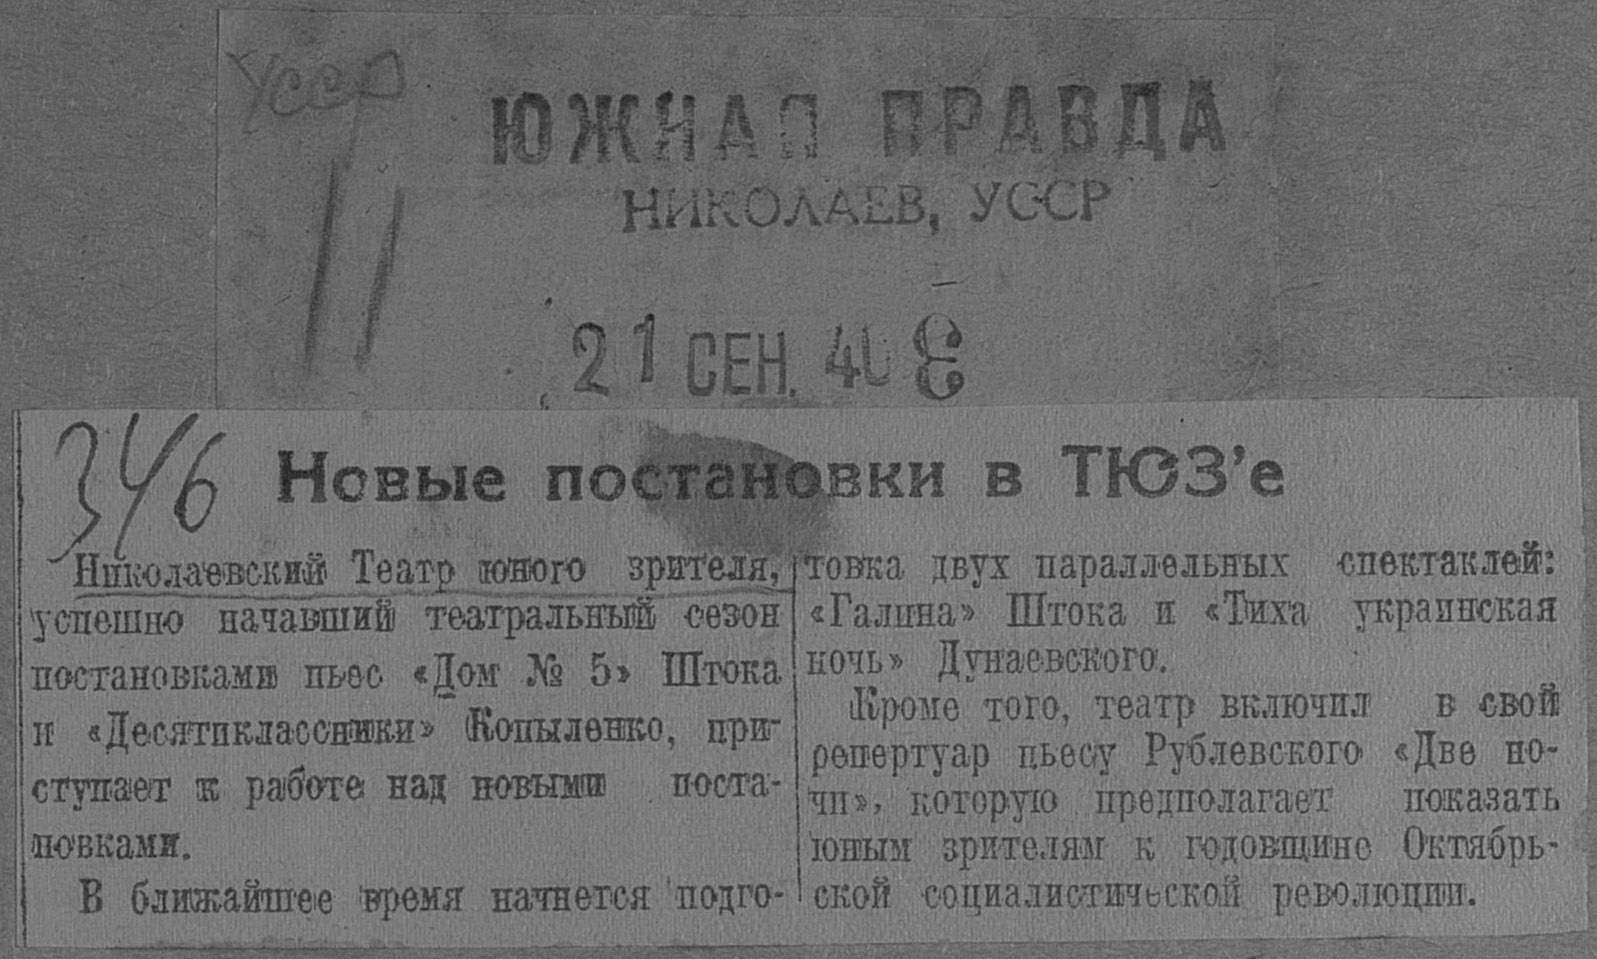 УССР
ЮЖНАЯ ПРАВДА
НИКОЛАЕВ, УССР
21 СЕН. 40
346
Новые постановки в ТЮЗ'е
Николаевский Театр юного зрителя,
успешно начавший театральный сезон
постановками пьес «Дом № 5» Штока
и «Десятиклассники» Копыленко, при-
ступает к работе над новыми поста-
новками.
В ближайшее время начнется подго-
товка двух параллельных спектаклей:
«Галина» Штока и «Тиха украинская
ночь» Дунаевского.
Кроме того, театр включил в свой
репертуар пьесу Рублевского «Две но-
чи», которую предполагает показать
юным зрителям к годовщине Октябрь-
ской социалистической революции.